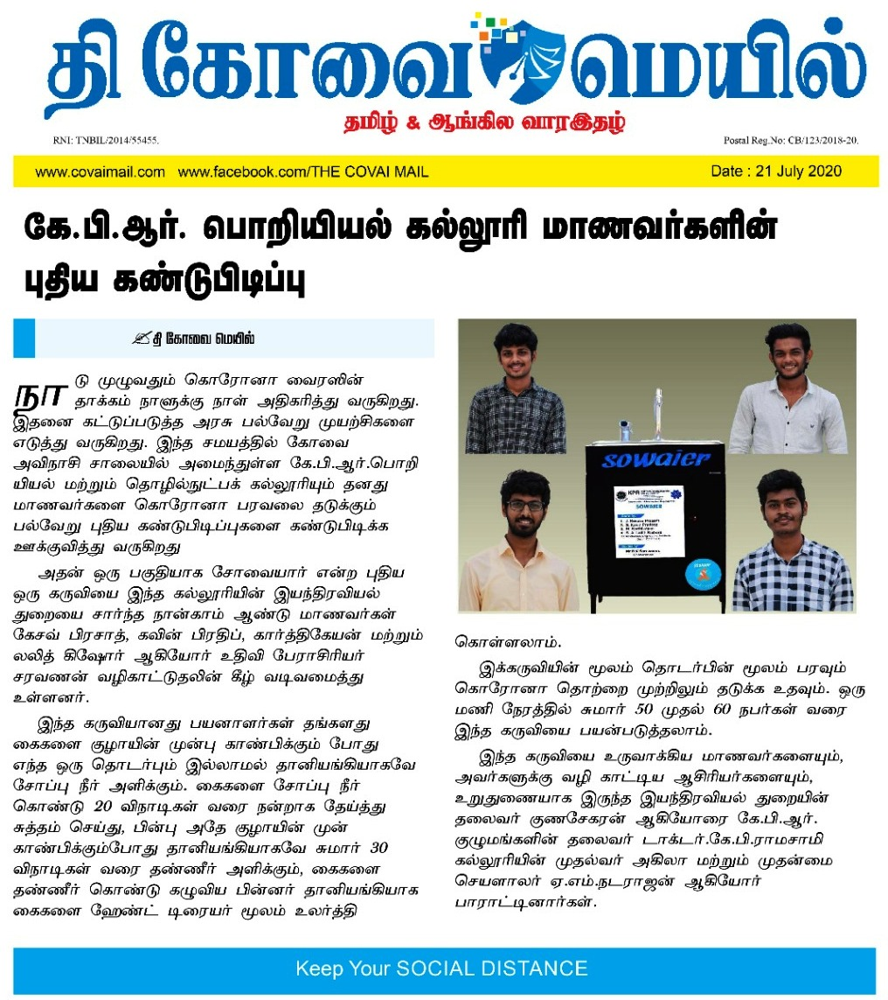 தி கோவை மெயில்
தமிழ் & ஆங்கில வாரஇதழ்
RNI: TNBIL/2014/55455.
Postal Reg.No: CB/123/2018-20.
www.covaimail.com www.facebook.com/THE COVAI MAIL
Date : 21 July 2020
கே.பி.ஆர். பொறியியல் கல்லூரி மாணவர்களின்
புதிய கண்டுபிடிப்பு
தி கோவை மெயில்
நாடு முழுவதும் கொரோனா வைரஸின்
தாக்கம் நாளுக்கு நாள் அதிகரித்து வருகிறது.
இதனை கட்டுப்படுத்த அரசு பல்வேறு முயற்சிகளை
எடுத்து வருகிறது. இந்த சமயத்தில் கோவை
அவிநாசி சாலையில் அமைந்துள்ள கே.பி.ஆர்.பொறி
யியல் மற்றும் தொழில்நுட்பக் கல்லூரியும் தனது
மாணவர்களை கொரோனா பரவலை தடுக்கும்
பல்வேறு புதிய கண்டுபிடிப்புகளை கண்டுபிடிக்க
ஊக்குவித்து வருகிறது
அதன் ஒரு பகுதியாக சோவையார் என்ற புதிய
ஒரு கருவியை இந்த கல்லூரியின் இயந்திரவியல்
துறையை சார்ந்த நான்காம் ஆண்டு மாணவர்கள்
கேசவ் பிரசாத், கவின் பிரதிப், கார்த்திகேயன் மற்றும்
லலித் கிஷோர் ஆகியோர் உதிவி பேராசிரியர்
சரவணன் வழிகாட்டுதலின் கீழ் வடிவமைத்து
உள்ளனர்.
இந்த கருவியானது பயனாளர்கள் தங்களது
கைகளை குழாயின் முன்பு காண்பிக்கும் போது
எந்த ஒரு தொடர்பும் இல்லாமல் தானியங்கியாகவே
சோப்பு நீர் அளிக்கும். கைகளை சோப்பு நீர்
கொண்டு 20 விநாடிகள் வரை நன்றாக தேய்த்து
சுத்தம் செய்து, பின்பு அதே குழாயின் முன்
காண்பிக்கும்போது தானியங்கியாகவே சுமார் 30
விநாடிகள் வரை தண்ணீர் அளிக்கும், கைகளை
தண்ணீர் கொண்டு கழுவிய பின்னர் தானியங்கியாக
கைகளை ஹேண்ட் டிரையர் மூலம் உலர்த்தி
sowaier
KPR
SOWAIER
கொள்ளலாம்.
இக்கருவியின் மூலம் தொடர்பின் மூலம் பரவும்
கொரோனா தொற்றை முற்றிலும் தடுக்க உதவும். ஒரு
மணி நேரத்தில் சுமார் 50 முதல் 60 நபர்கள் வரை
இந்த கருவியை பயன்படுத்தலாம்.
இந்த கருவியை உருவாக்கிய மாணவர்களையும்,
அவர்களுக்கு வழி காட்டிய ஆசிரியர்களையும்,
உறுதுணையாக இருந்த இயந்திரவியல் துறையின்
தலைவர் குணசேகரன் ஆகியோரை கே.பி.ஆர்.
குழுமங்களின் தலைவர் டாக்டர்.கே.பி.ராமசாமி
கல்லூரியின் முதல்வர் அகிலா மற்றும் முதன்மை
செயளாலர் ஏ.எம்.நடராஜன் ஆகியோர்
பாராட்டினார்கள்.
Keep Your SOCIAL DISTANCE